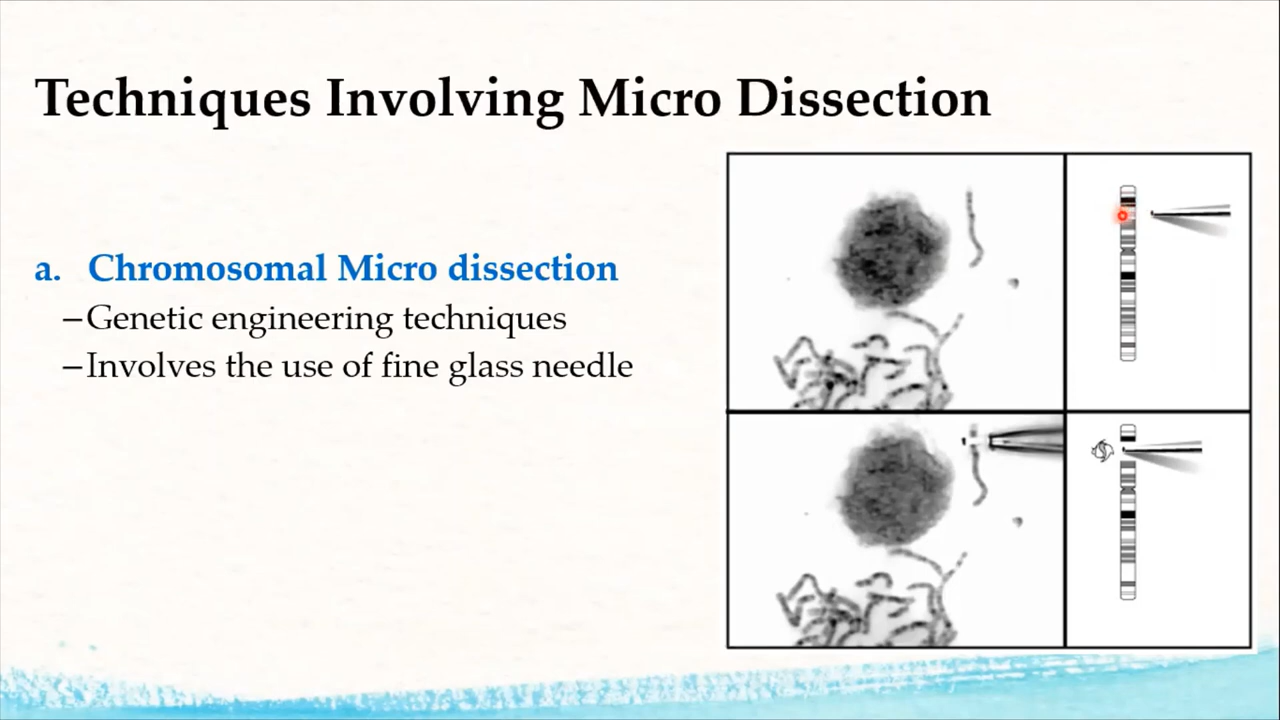 Techniques Involving Micro Dissection
a. Chromosomal Micro dissection
–Genetic engineering techniques
–Involves the use of fine glass needle